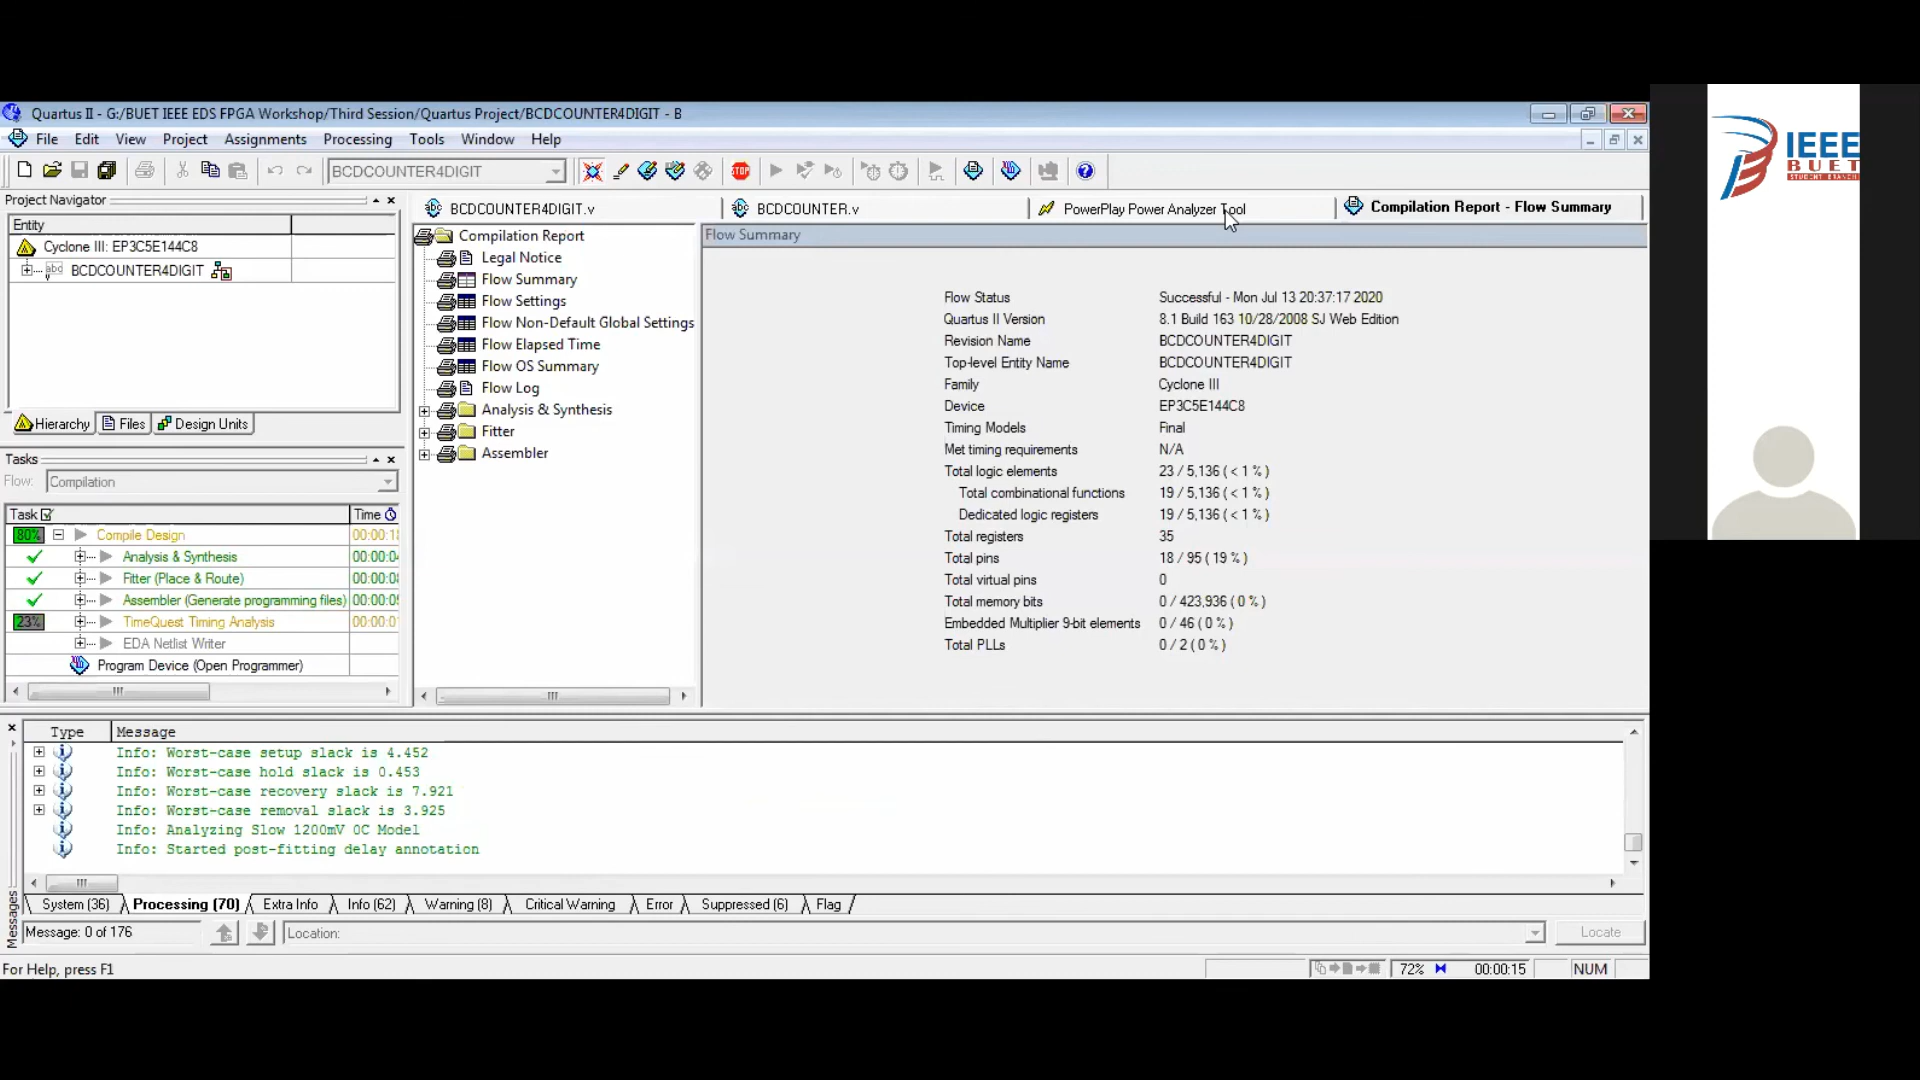 Quartus II - G:/BUET IEEE EDS FPGA Workshop/Third Session/Quartus Project/BCDCOUNTER4DIGIT - B
File Edit View Project Assignments Processing Tools Window Help
BCDCOUNTER4DIGIT
STOP
Project Navigator
Entity
Cyclone III: EP3C5E144C8
BCDCOUNTER4DIGIT
Hierarchy Files Design Units
Tasks
Flow: Compilation
Task Time
80% Compile Design
Analysis & Synthesis
Fitter (Place & Route)
Assembler (Generate programming files)
23% TimeQuest Timing Analysis
EDA Netlist Writer
Program Device (Open Programmer)
BCDCOUNTER4DIGIT.v BCDCOUNTER.v PowerPlay Power Analyzer Tool Compilation Report - Flow Summary
Compilation Report
Legal Notice
Flow Summary
Flow Settings
Flow Non-Default Global Settings
Flow Elapsed Time
Flow OS Summary
Flow Log
Analysis & Synthesis
Fitter
Assembler
Flow Summary
Flow Status Successful - Mon Jul 13 20:37:17 2020
Quartus II Version 8.1 Build 163 10/28/2008 SJ Web Edition
Revision Name BCDCOUNTER4DIGIT
Top-level Entity Name BCDCOUNTER4DIGIT
Family Cyclone III
Device EP3C5E144C8
Timing Models Final
Met timing requirements N/A
Total logic elements 23 / 5,136 ( < 1 % )
Total combinational functions 19 / 5,136 ( < 1 % )
Dedicated logic registers 19 / 5,136 ( < 1 % )
Total registers 35
Total pins 18 / 95 ( 19 % )
Total virtual pins 0
Total memory bits 0 / 423,936 ( 0 % )
Embedded Multiplier 9-bit elements 0 / 46 ( 0 % )
Total PLLs 0 / 2 ( 0 % )
Type Message
Info: Worst-case setup slack is 4.452
Info: Worst-case hold slack is 0.453
Info: Worst-case recovery slack is 7.921
Info: Worst-case removal slack is 3.925
Info: Analyzing Slow 1200mV 0C Model
Info: Started post-fitting delay annotation
Messages
System (36) Processing (70) Extra Info Info (62) Warning (8) Critical Warning Error Suppressed (6) Flag
Message: 0 of 176 Location: Locate
For Help, press F1 72% 00:00:15 NUM
IEEE
BUET
STUDENT BRANCH